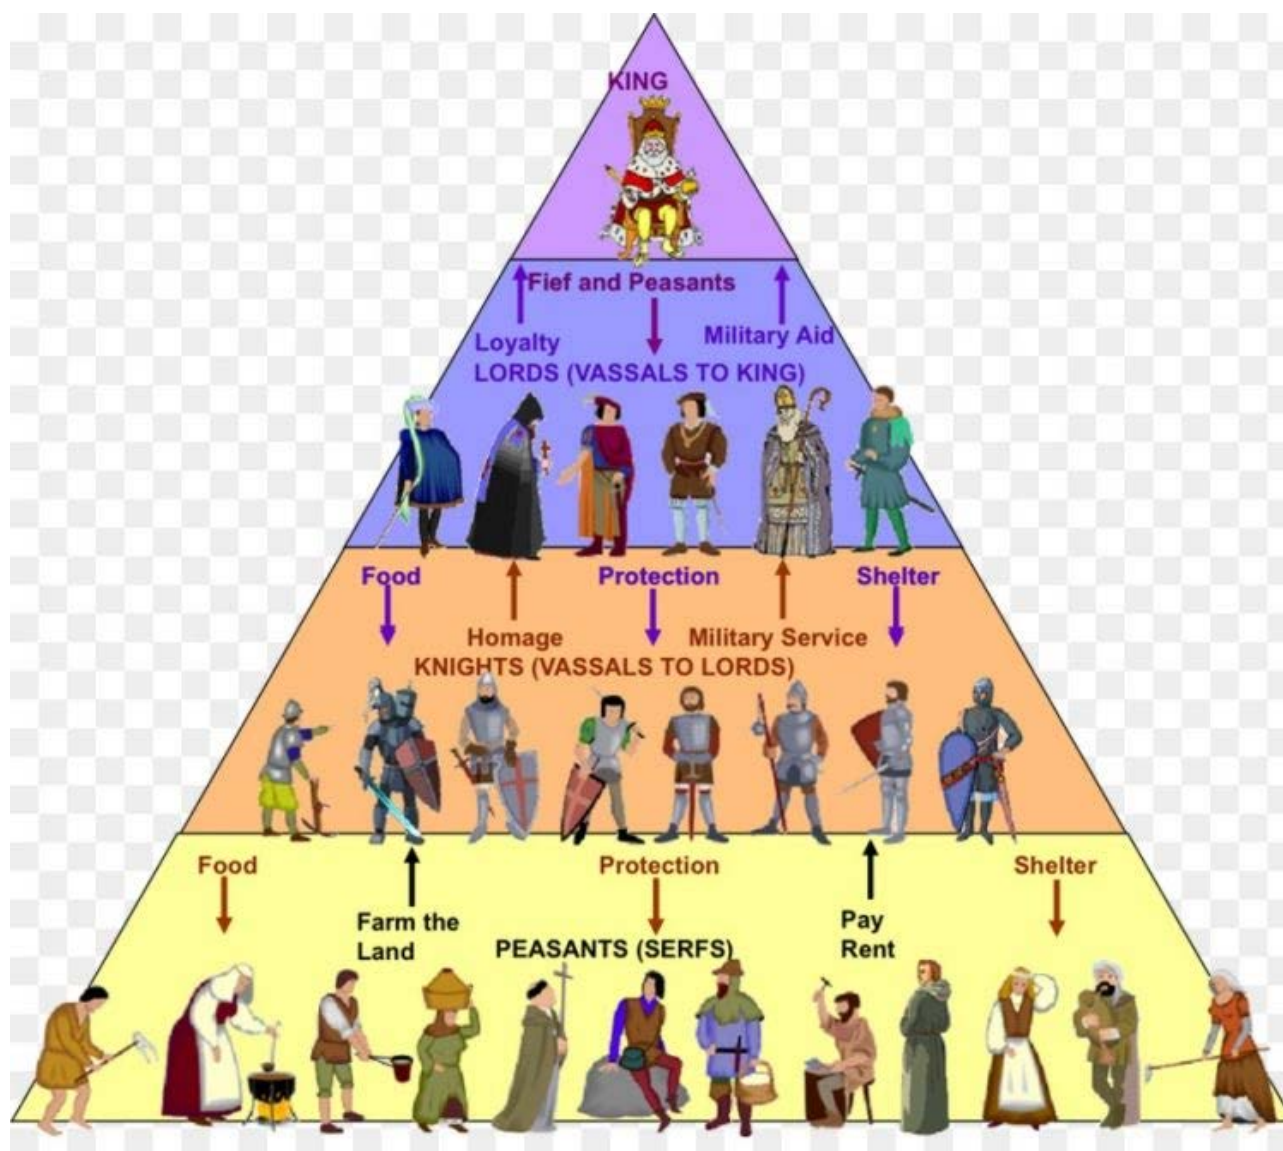 KING
Fief and Peasants
Loyalty
Military Aid
LORDS (VASSALS TO KING)
Food
Protection
Shelter
Homage
Military Service
KNIGHTS (VASSALS TO LORDS)
Food
Protection
Shelter
Farm the
Land
Pay
Rent
PEASANTS (SERFS)